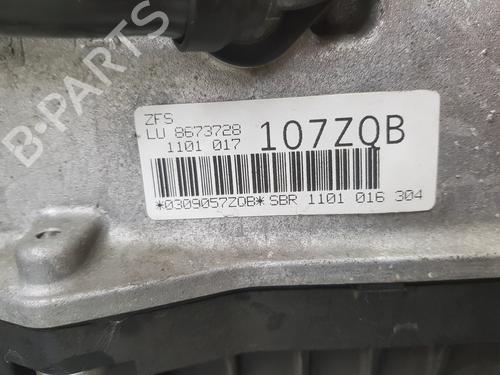 B-PARTS
ZFS
LU 8673728
1101 017
107ZQB
*0309057ZQB* SBR 1101 016 304